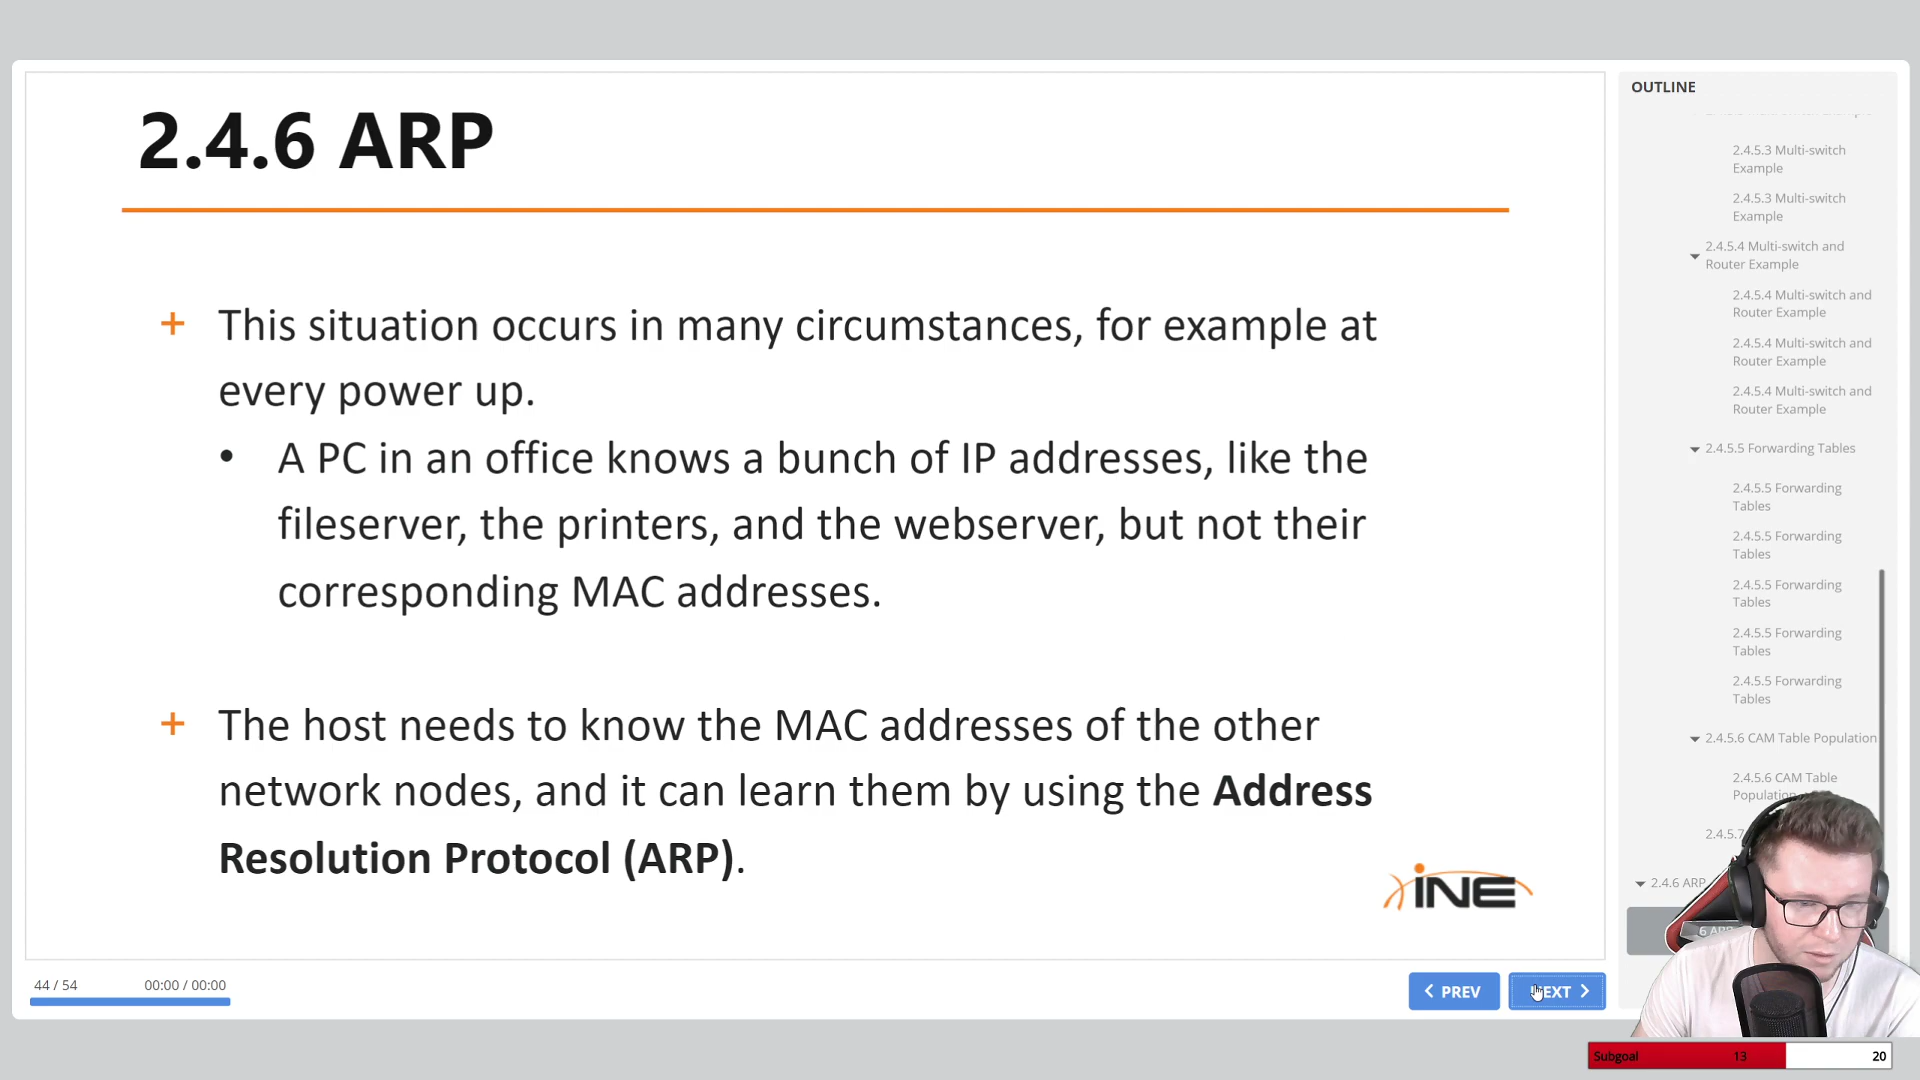 2.4.6 ARP
+ This situation occurs in many circumstances, for example at
every power up.
• A PC in an office knows a bunch of IP addresses, like the
fileserver, the printers, and the webserver, but not their
corresponding MAC addresses.
+ The host needs to know the MAC addresses of the other
network nodes, and it can learn them by using the Address
Resolution Protocol (ARP).
INE
OUTLINE
2.4.5.3 Multi-switch
Example
2.4.5.3 Multi-switch
Example
2.4.5.4 Multi-switch and
Router Example
2.4.5.4 Multi-switch and
Router Example
2.4.5.4 Multi-switch and
Router Example
2.4.5.4 Multi-switch and
Router Example
2.4.5.5 Forwarding Tables
2.4.5.5 Forwarding
Tables
2.4.5.5 Forwarding
Tables
2.4.5.5 Forwarding
Tables
2.4.5.5 Forwarding
Tables
2.4.5.5 Forwarding
Tables
2.4.5.6 CAM Table Population
2.4.5.6 CAM Table
Population
2.4.5.7
2.4.6 ARP
6 ARP
44 / 54
00:00 / 00:00
PREV
NEXT
Subgoal 13 20